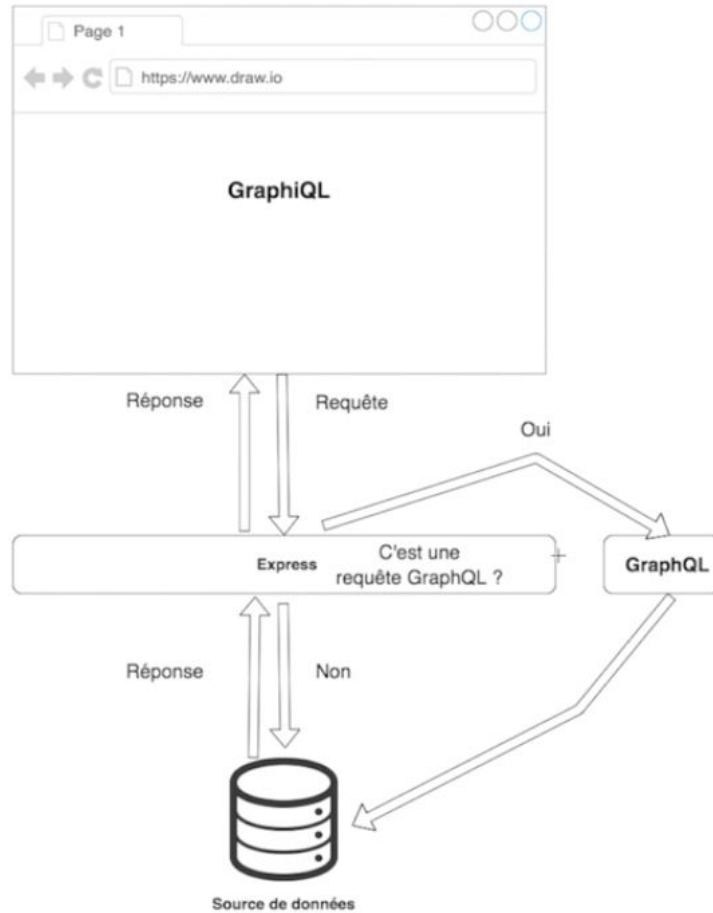 Page 1
https://www.draw.io
GraphiQL
Réponse
Requête
Oui
Express
C'est une
requête GraphQL ?
GraphQL
Réponse
Non
Source de données